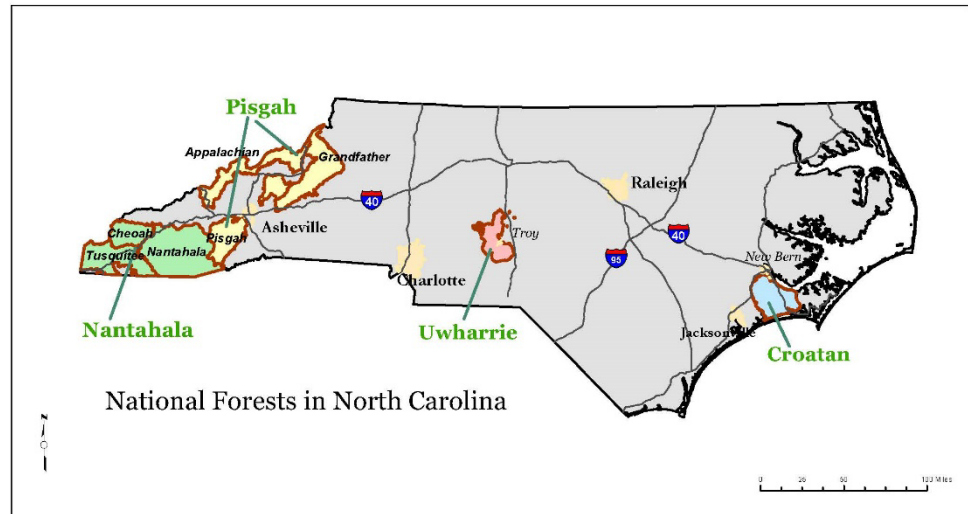 Pisgah
Appalachian
Grandfather
40
Raleigh
Asheville
Cheoah
Pisgah
Troy
40
Tusquitee
Nantahala
95
New Bern
Charlotte
Nantahala
Uwharrie
Jacksonville
Croatan
National Forests in North Carolina
N
0 25 50 100 Miles